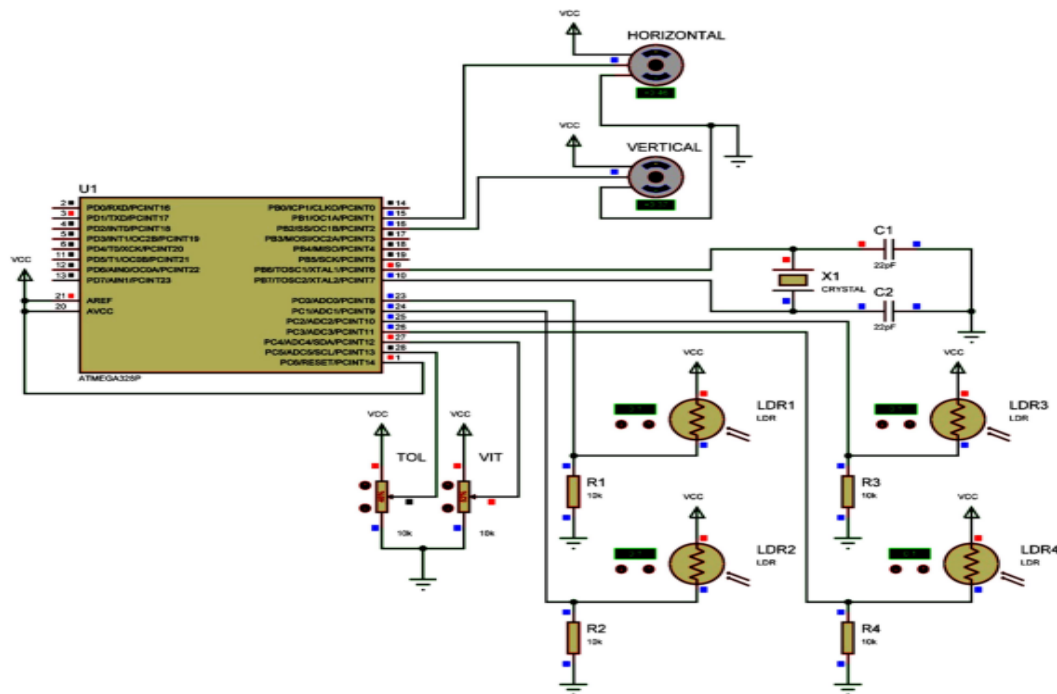 VCC
HORIZONTAL
VCC
VERTICAL
U1
2 PD0/RXD/PCINT16
3 PD1/TXD/PCINT17
4 PD2/INT0/PCINT18
5 PD3/INT1/OC2B/PCINT19
6 PD4/T0/XCK/PCINT20
11 PD5/T1/OC0B/PCINT21
12 PD6/AIN0/OC0A/PCINT22
13 PD7/AIN1/PCINT23
21 AREF
20 AVCC
PB0/ICP1/CLKO/PCINT0 14
PB1/OC1A/PCINT1 15
PB2/SS/OC1B/PCINT2 16
PB3/MOSI/OC2A/PCINT3 17
PB4/MISO/PCINT4 18
PB5/SCK/PCINT5 19
PB6/TOSC1/XTAL1/PCINT6 9
PB7/TOSC2/XTAL2/PCINT7 10
PC0/ADC0/PCINT8 23
PC1/ADC1/PCINT9 24
PC2/ADC2/PCINT10 25
PC3/ADC3/PCINT11 26
PC4/ADC4/SDA/PCINT12 27
PC5/ADC5/SCL/PCINT13 28
PC6/RESET/PCINT14 1
VCC
ATMEGA328P
C1
22pF
X1
CRYSTAL
C2
22pF
VCC
VCC
TOL
VIT
10k
10k
VCC
LDR1
LDR
VCC
LDR3
LDR
R1
10k
R3
10k
VCC
LDR2
LDR
VCC
LDR4
LDR
R2
10k
R4
10k